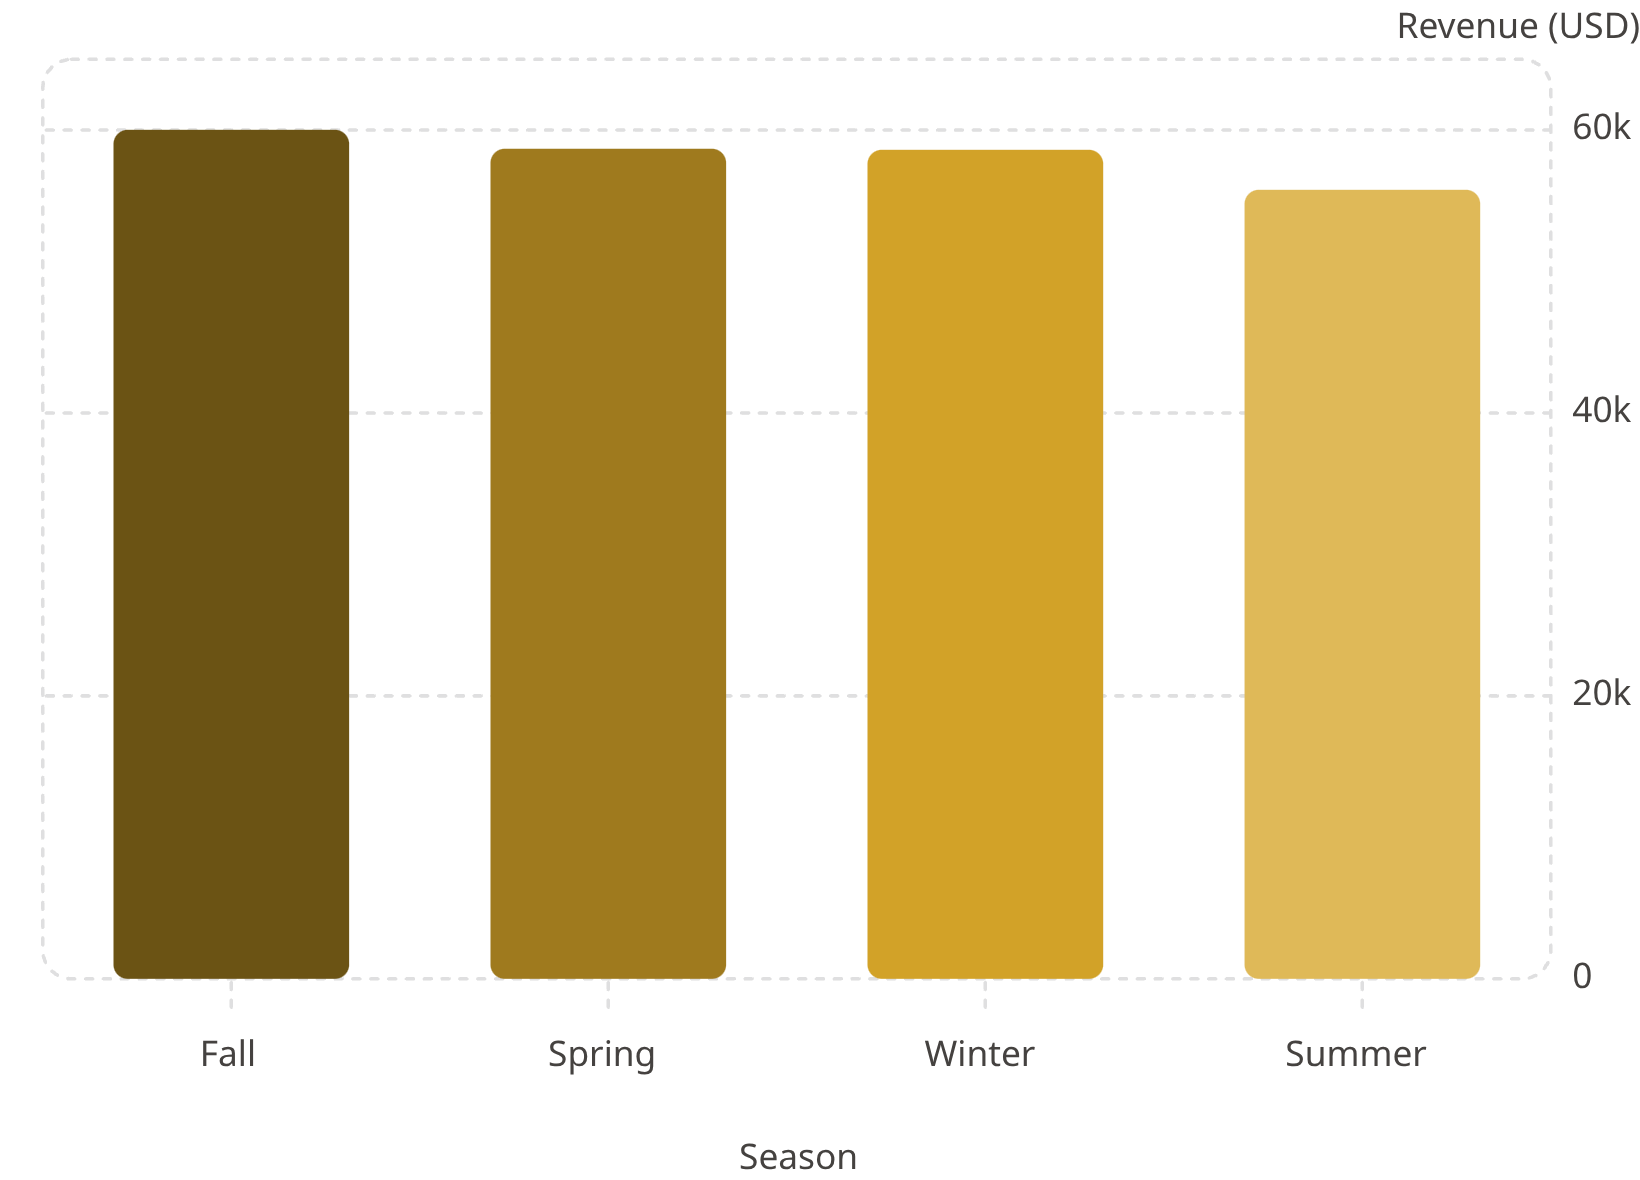 Revenue (USD)
60k
40k
20k
0
Fall
Spring
Winter
Summer
Season